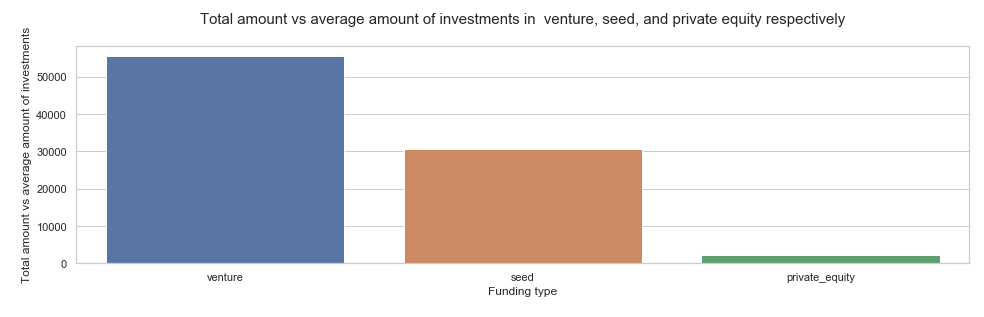 Total amount vs average amount of investments in  venture, seed, and private equity respectively
Total amount vs average amount of investments
50000
40000
30000
20000
10000
0
venture
seed
private_equity
Funding type